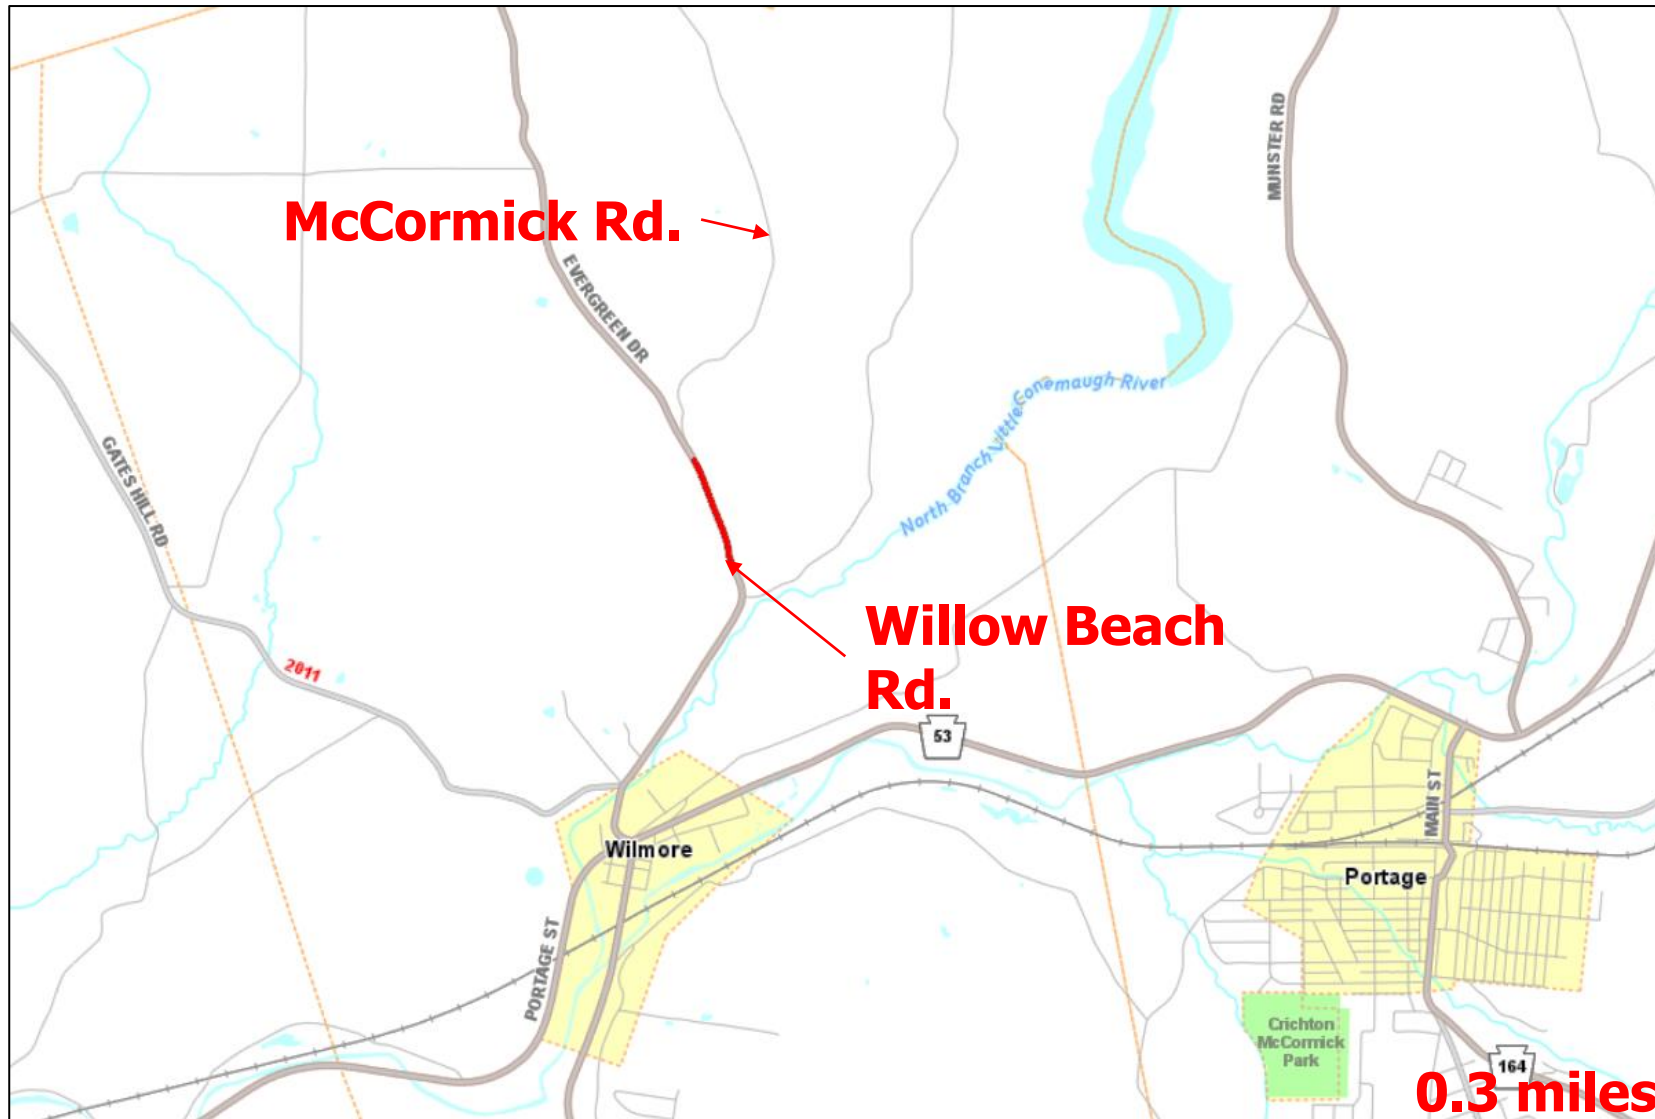 MUNSTER RD
McCormick Rd.
EVERGREEN DR
North Branch Little Conemaugh River
GATES HILL RD
Willow Beach
Rd.
2011
53
MAIN ST
Wilmore
Portage
PORTAGE ST
Crichton
McCormick
Park
164
0.3 miles